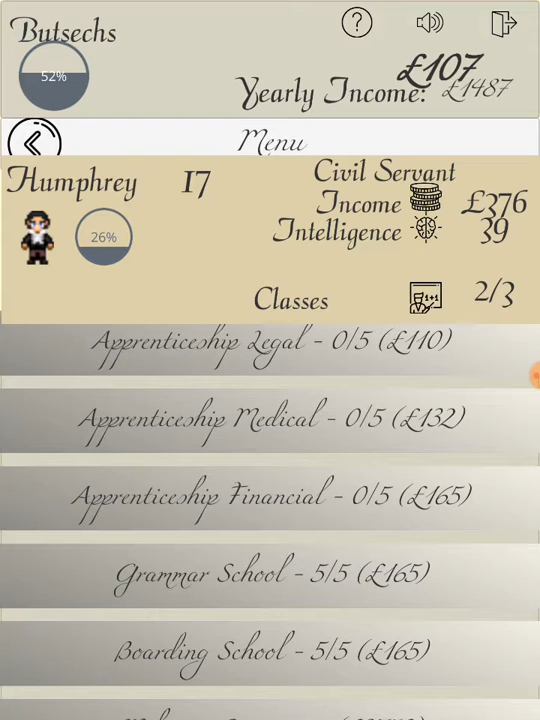 Butsechs
52%
£107
Yearly Income: £1487
Menu
Humphrey 17 Civil Servant
26%
Income £376
Intelligence 39
Classes 1+1 2/3
Apprenticeship Legal - 0/5 (£110)
Apprenticeship Medical - 0/5 (£132)
Apprenticeship Financial - 0/5 (£165)
Grammar School - 5/5 (£165)
Boarding School - 5/5 (£165)